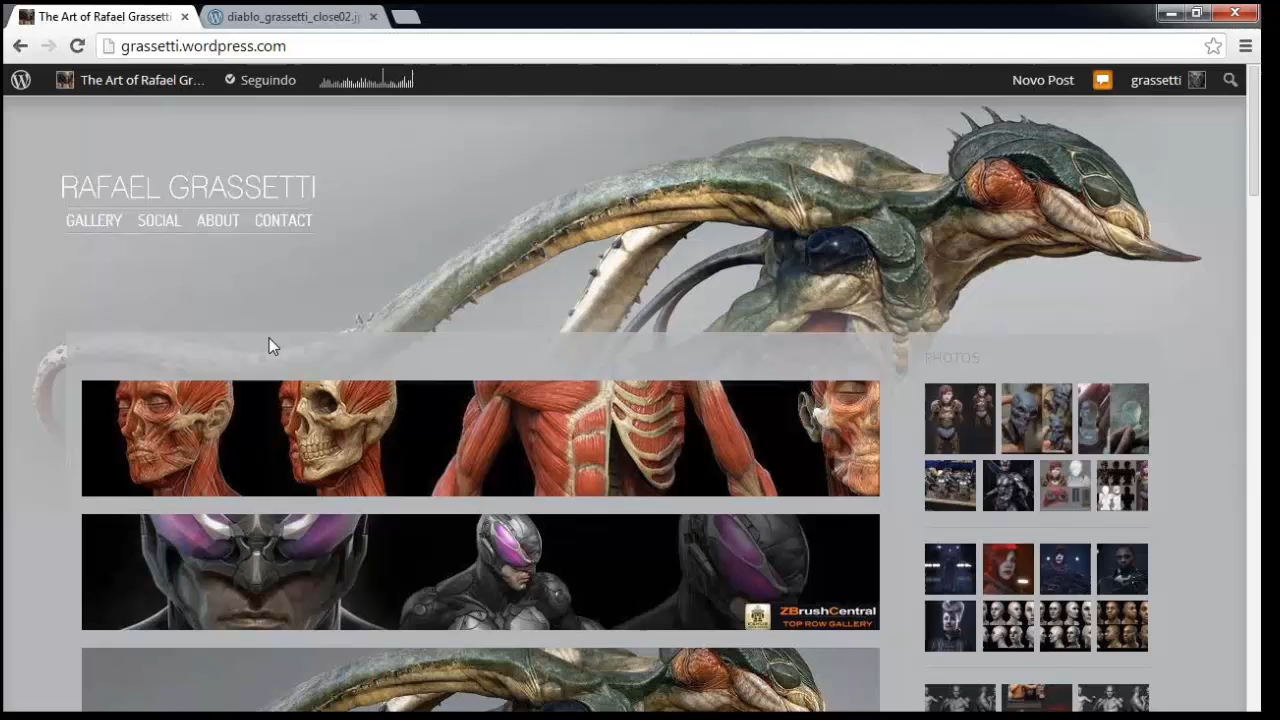 The Art of Rafael Grassetti
diablo_grassetti_close02.jp
grassetti.wordpress.com
The Art of Rafael Gr... Seguindo Novo Post grassetti
RAFAEL GRASSETTI
GALLERY SOCIAL ABOUT CONTACT
PHOTOS
ZBrushCentral
TOP ROW GALLERY